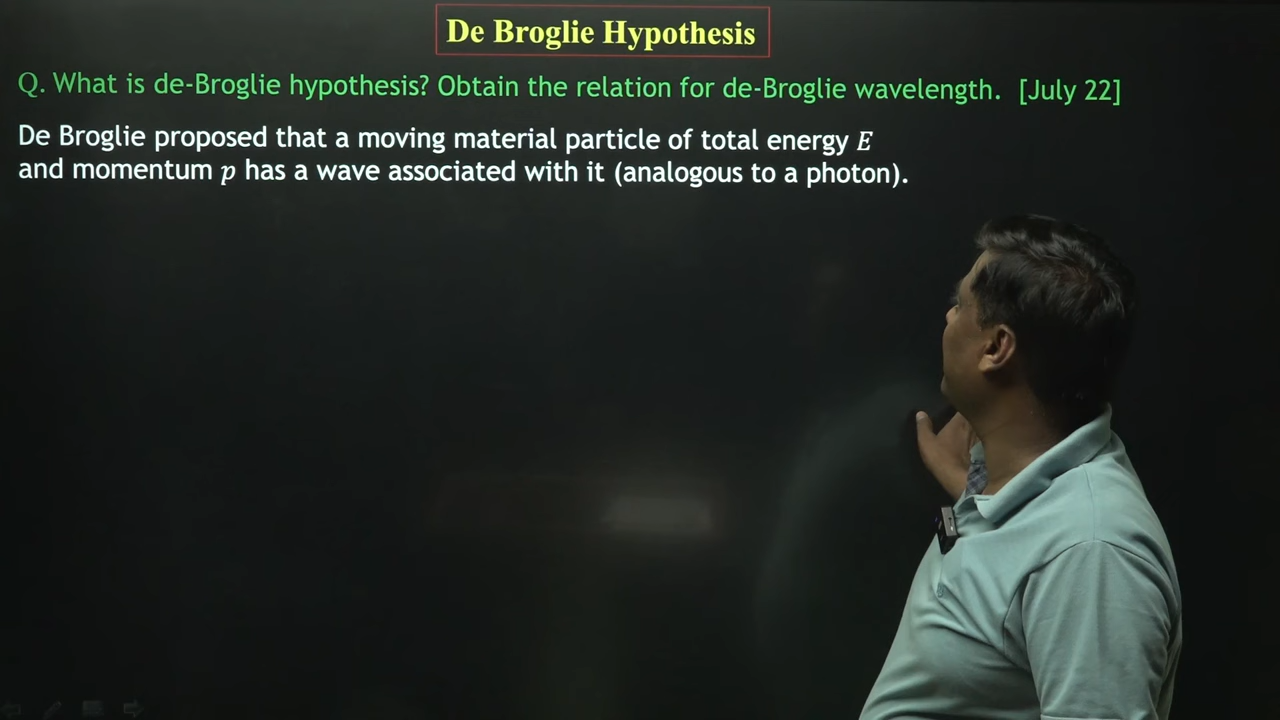 De Broglie Hypothesis
Q. What is de-Broglie hypothesis? Obtain the relation for de-Broglie wavelength. [July 22]
De Broglie proposed that a moving material particle of total energy E
and momentum p has a wave associated with it (analogous to a photon).